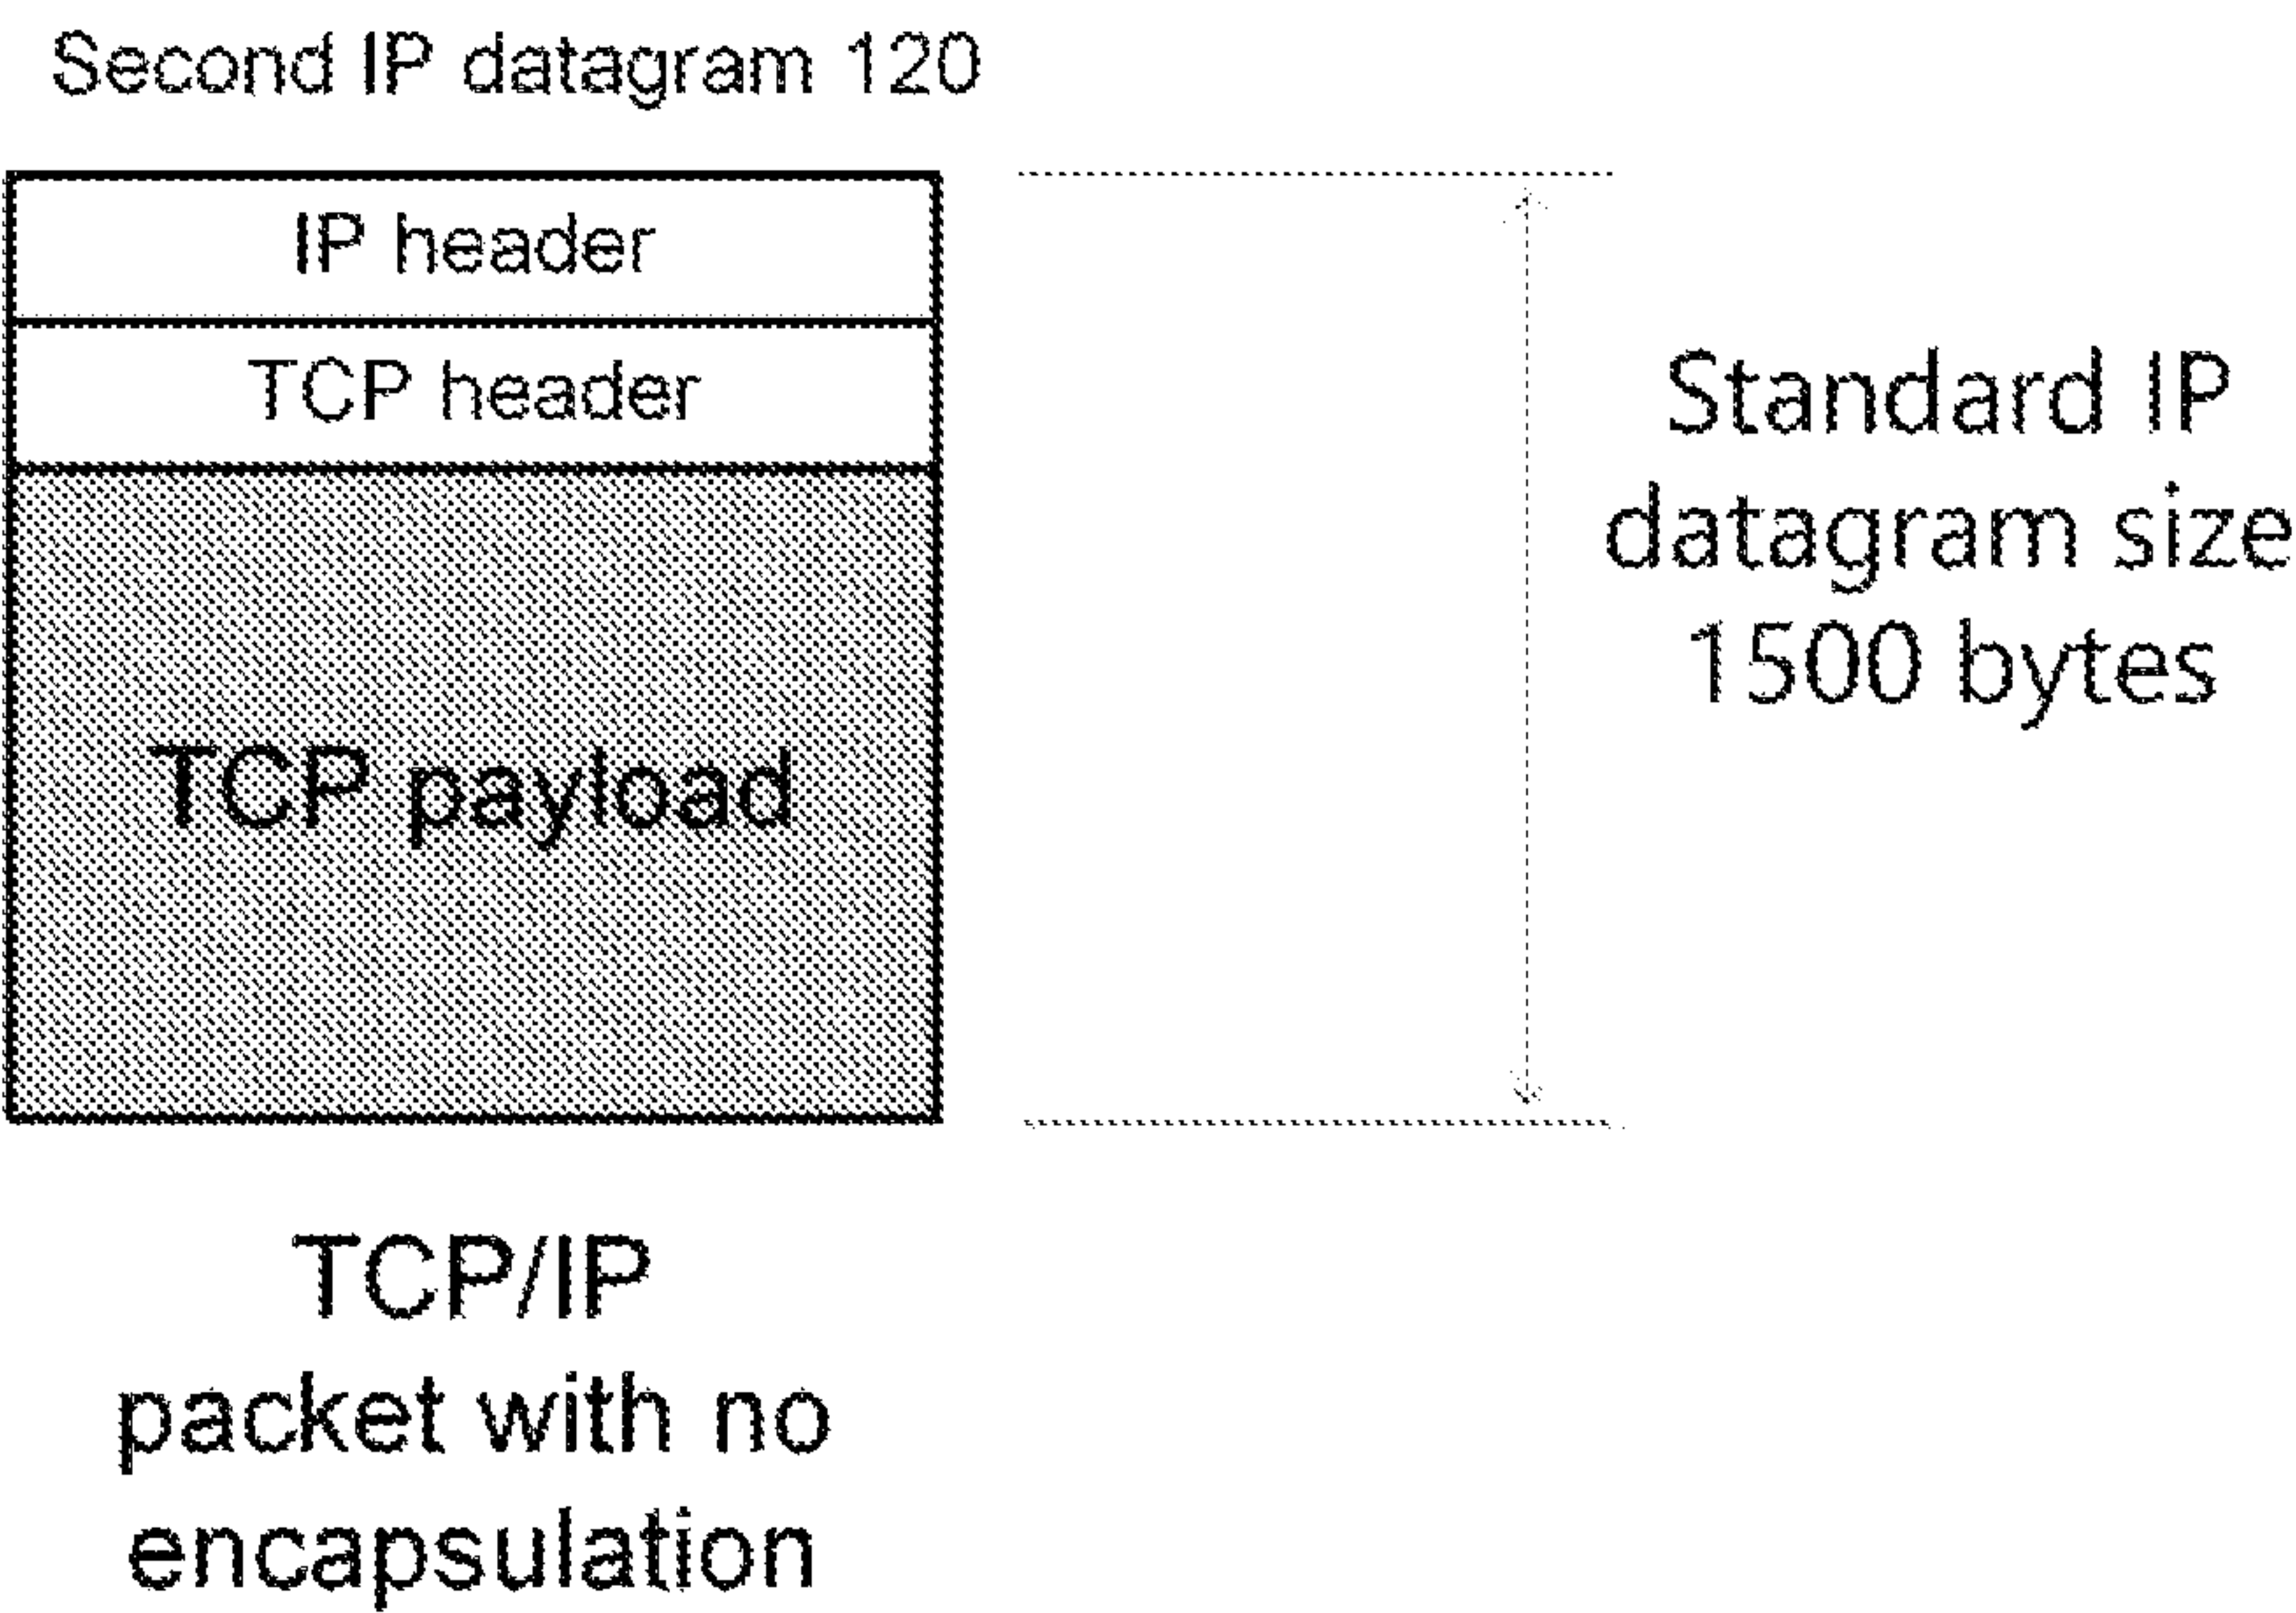 Second IP datagram 120
IP header
TCP header
TCP payload
Standard IP
datagram size
1500 bytes
TCP/IP
packet with no
encapsulation